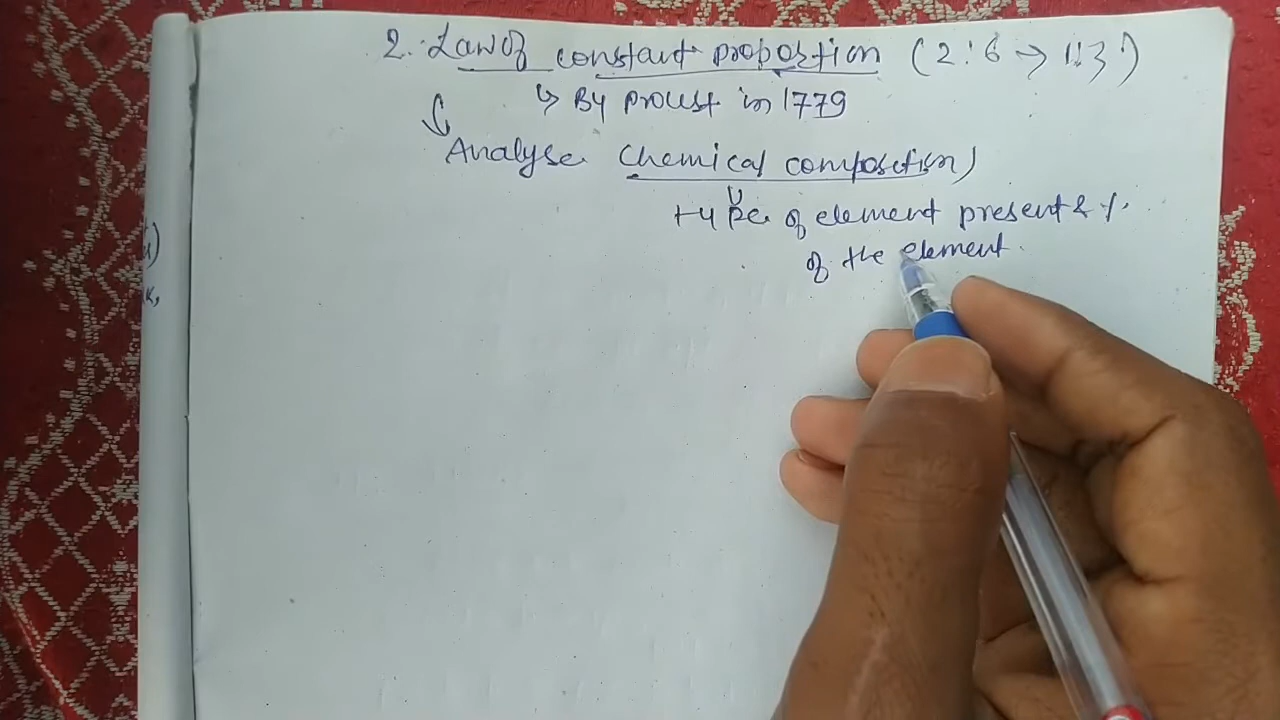 2. Law of constant proportion (2:6 → 1:3)
↳ By proust in 1779
Analyse Chemical composition)
type of element present & %.
of the element.